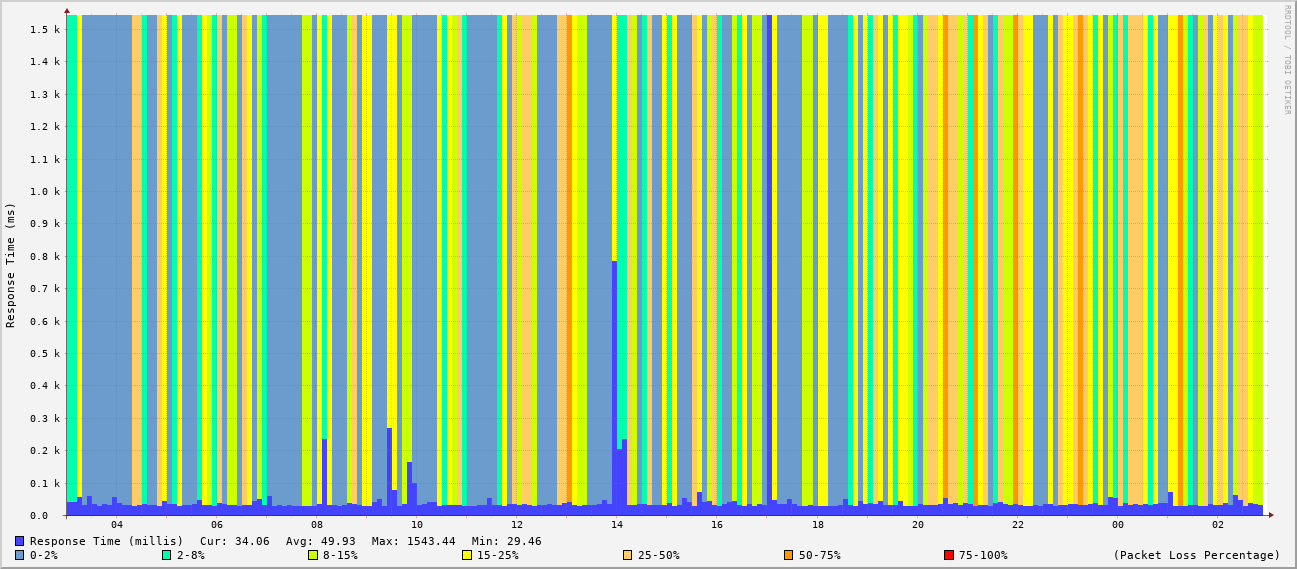 RRDTOOL / TOBI OETIKER
Response Time (ms)
1.5 k
1.4 k
1.3 k
1.2 k
1.1 k
1.0 k
0.9 k
0.8 k
0.7 k
0.6 k
0.5 k
0.4 k
0.3 k
0.2 k
0.1 k
0.0
04 06 08 10 12 14 16 18 20 22 00 02
Response Time (millis) Cur: 34.06 Avg: 49.93 Max: 1543.44 Min: 29.46
0-2% 2-8% 8-15% 15-25% 25-50% 50-75% 75-100% (Packet Loss Percentage)